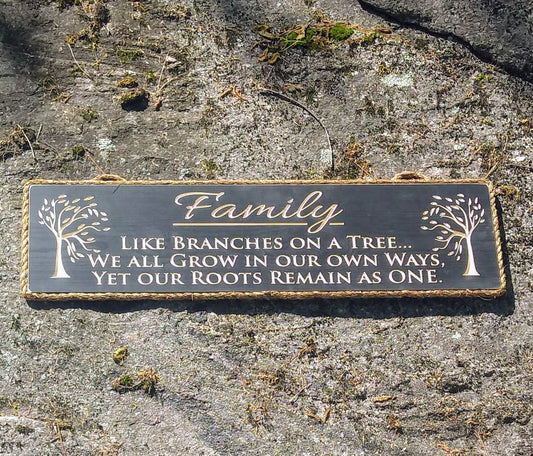 Family
Like Branches on a Tree...
We all Grow in our own Ways,
Yet our Roots Remain as One.